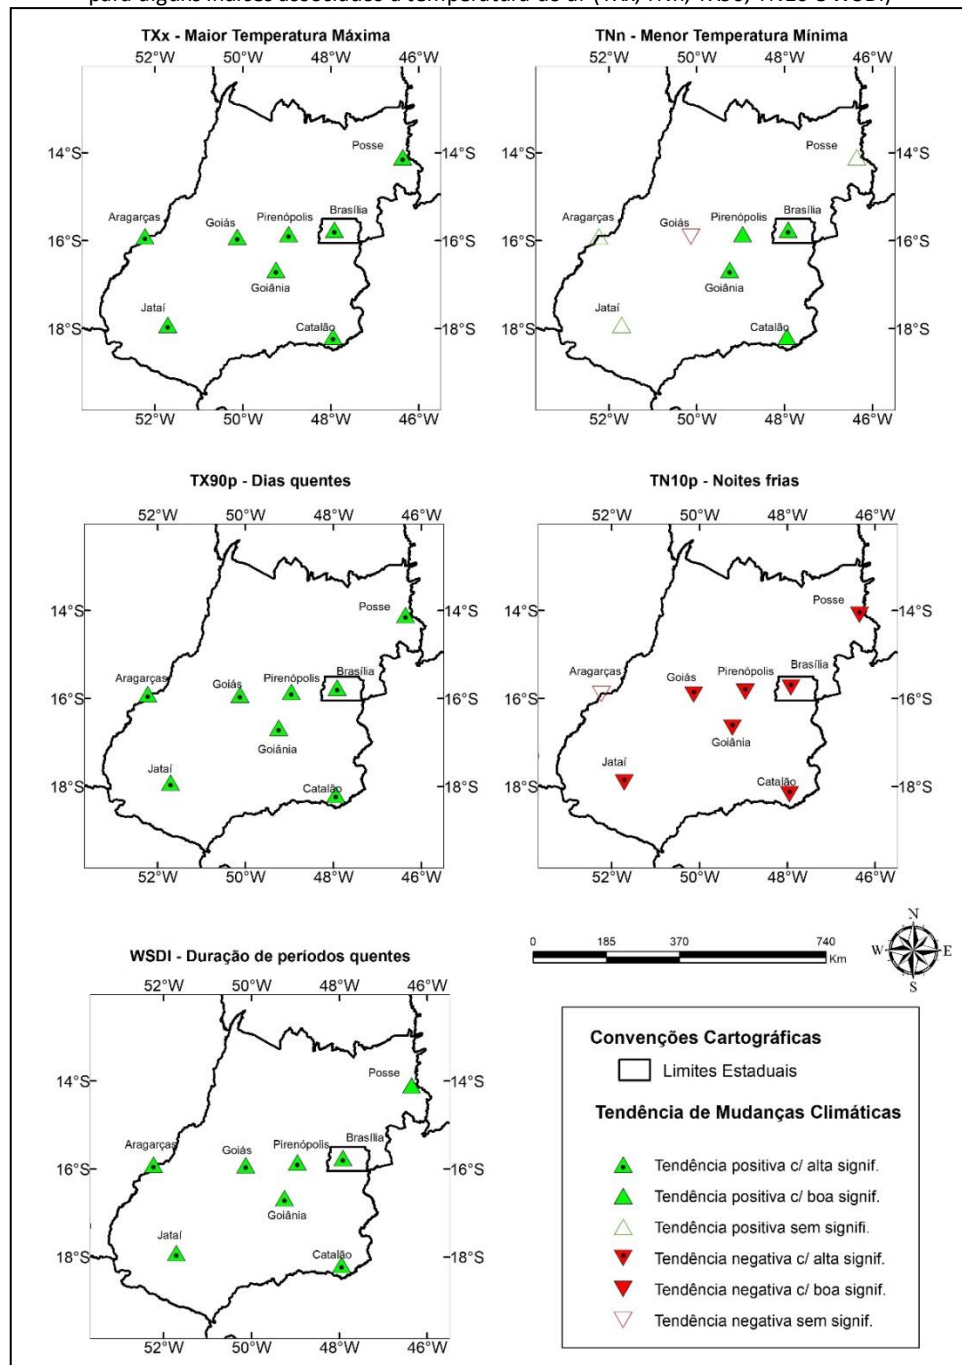 para alguns índices associados à temperatura do ar (TXx, TNn, TX90, TN10 e WSDI)
TXx - Maior Temperatura Máxima
52°W 50°W 48°W 46°W
14°S
16°S
18°S
Posse
14°S
Aragarças
Goiás
Pirenópolis
Brasília
16°S
Goiânia
Jataí
Catalão
18°S
52°W 50°W 48°W 46°W
TNn - Menor Temperatura Mínima
52°W 50°W 48°W 46°W
14°S
16°S
18°S
Posse
14°S
Aragarças
Goiás
Pirenópolis
Brasília
16°S
Goiânia
Jataí
Catalão
18°S
52°W 50°W 48°W 46°W
TX90p - Dias quentes
52°W 50°W 48°W 46°W
14°S
16°S
18°S
Posse
14°S
Aragarças
Goiás
Pirenópolis
Brasília
16°S
Goiânia
Jataí
Catalão
18°S
52°W 50°W 48°W 46°W
TN10p - Noites frias
52°W 50°W 48°W 46°W
14°S
16°S
18°S
Posse
14°S
Aragarças
Goiás
Pirenópolis
Brasília
16°S
Goiânia
Jataí
Catalão
18°S
52°W 50°W 48°W 46°W
WSDI - Duração de períodos quentes
52°W 50°W 48°W 46°W
14°S
16°S
18°S
Posse
14°S
Aragarças
Goiás
Pirenópolis
Brasília
16°S
Goiânia
Jataí
Catalão
18°S
52°W 50°W 48°W 46°W
0 185 370 740
Km
N
W E
S
Convenções Cartográficas
Limites Estaduais
Tendência de Mudanças Climáticas
Tendência positiva c/ alta signif.
Tendência positiva c/ boa signif.
Tendência positiva sem signifi.
Tendência negativa c/ alta signif.
Tendência negativa c/ boa signif.
Tendência negativa sem signif.